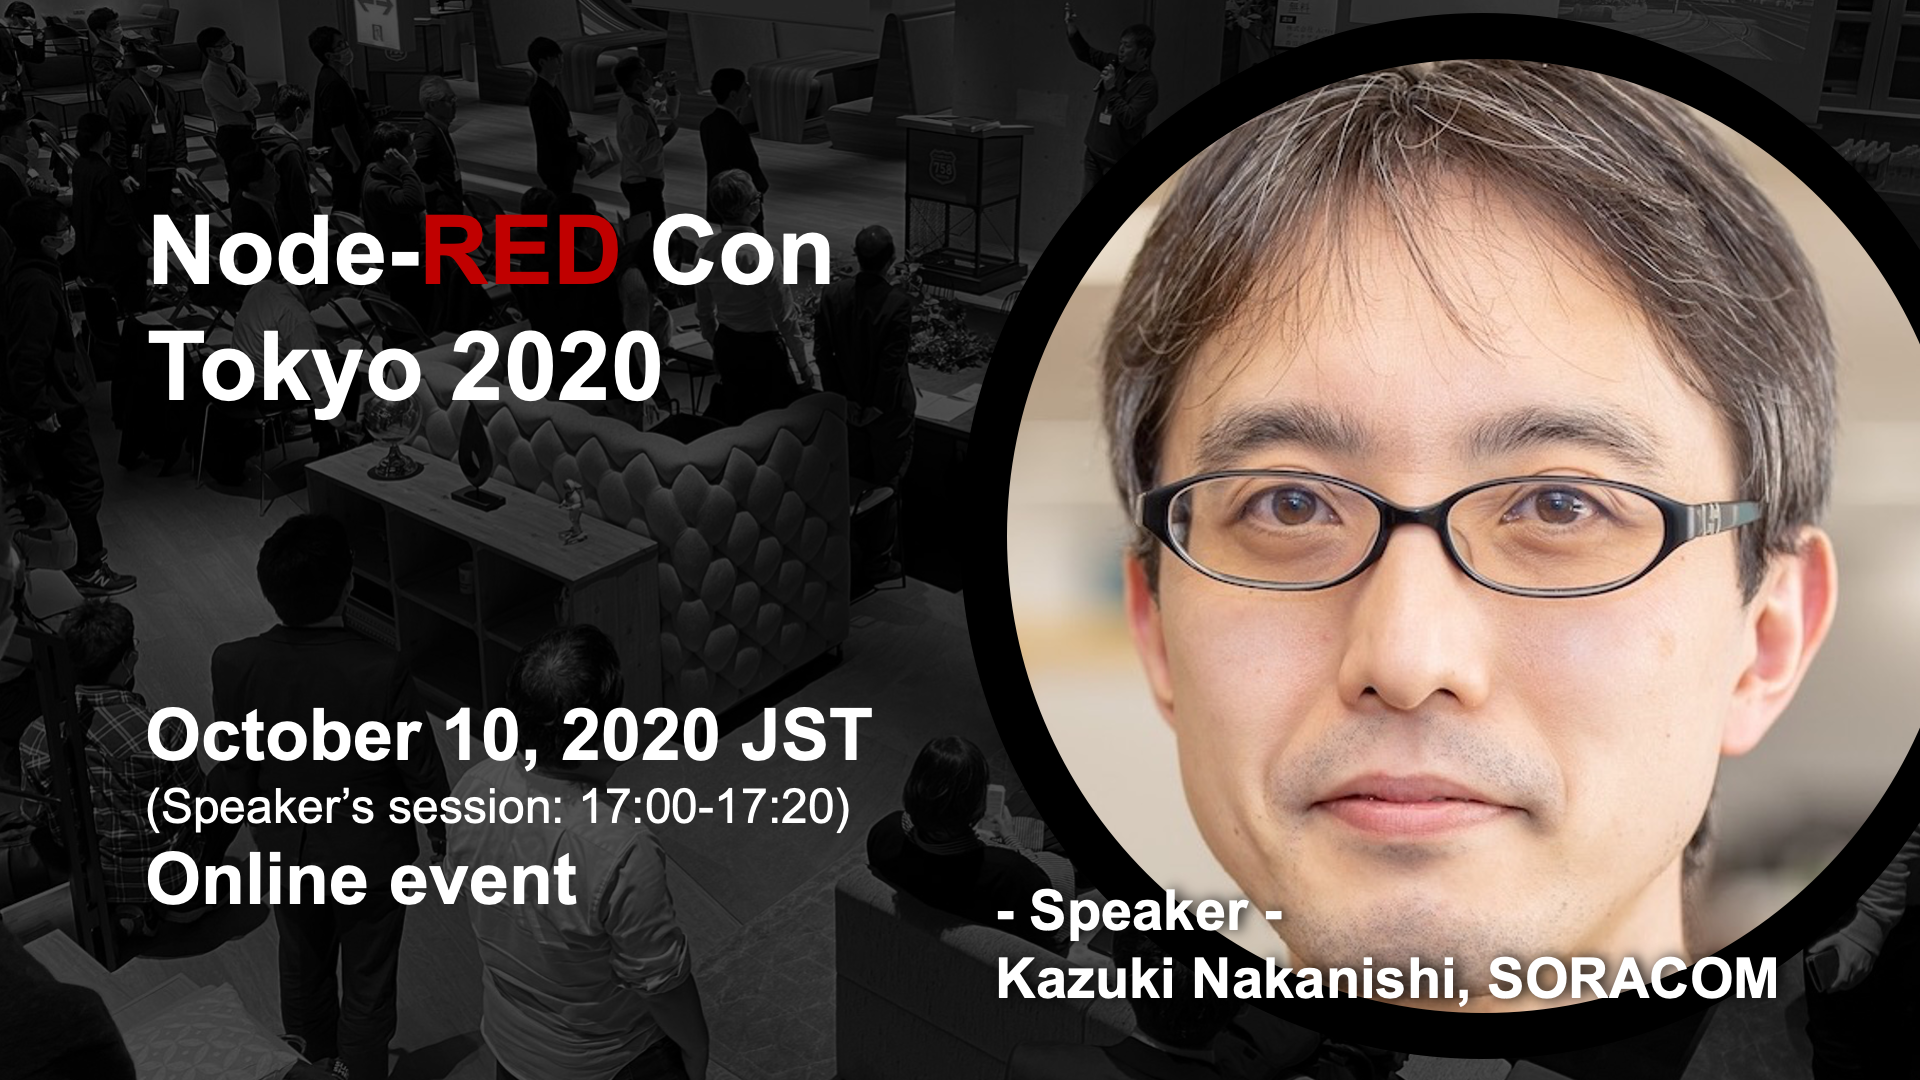 Node-RED Con
Tokyo 2020
October 10, 2020 JST
(Speaker’s session: 17:00-17:20)
Online event
- Speaker -
Kazuki Nakanishi, SORACOM
758